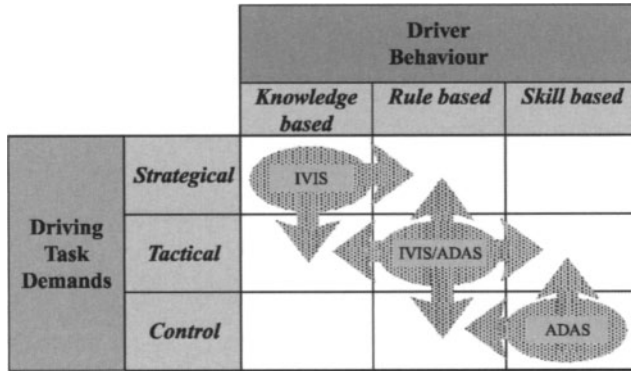 Driver
Behaviour
Knowledge based
Rule based
Skill based
Driving
Task
Demands
Strategical
IVIS
Tactical
IVIS/ADAS
Control
ADAS